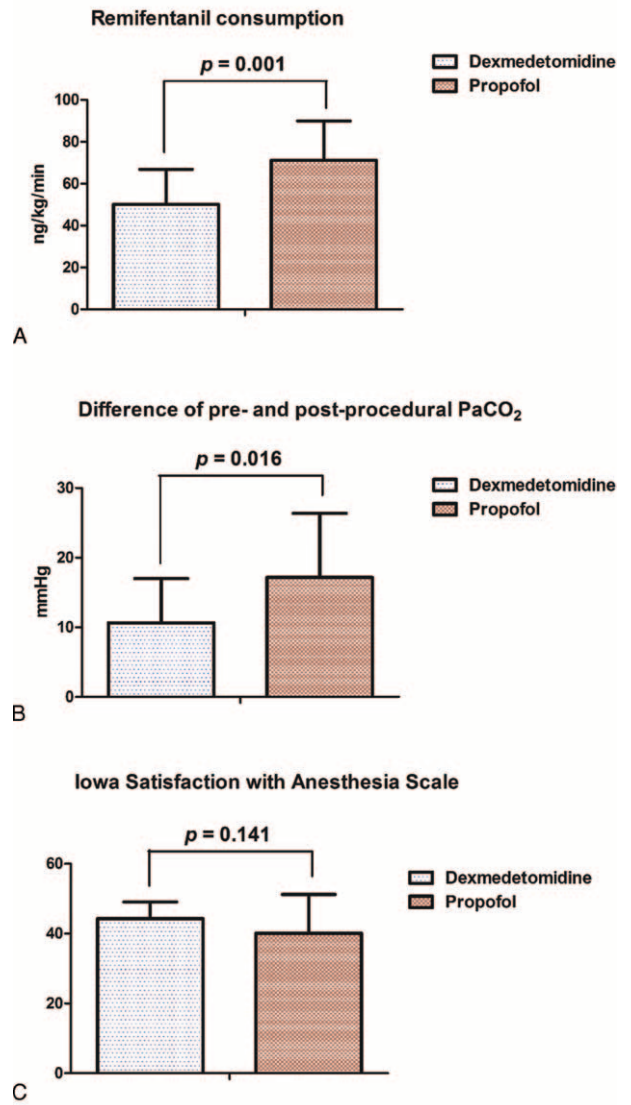 Remifentanil consumption
p = 0.001
Dexmedetomidine
Propofol
100
80
60
40
20
0
ng/kg/min
A
Difference of pre- and post-procedural PaCO₂
p = 0.016
Dexmedetomidine
Propofol
30
20
10
0
mmHg
B
Iowa Satisfaction with Anesthesia Scale
p = 0.141
Dexmedetomidine
Propofol
60
40
20
0
C